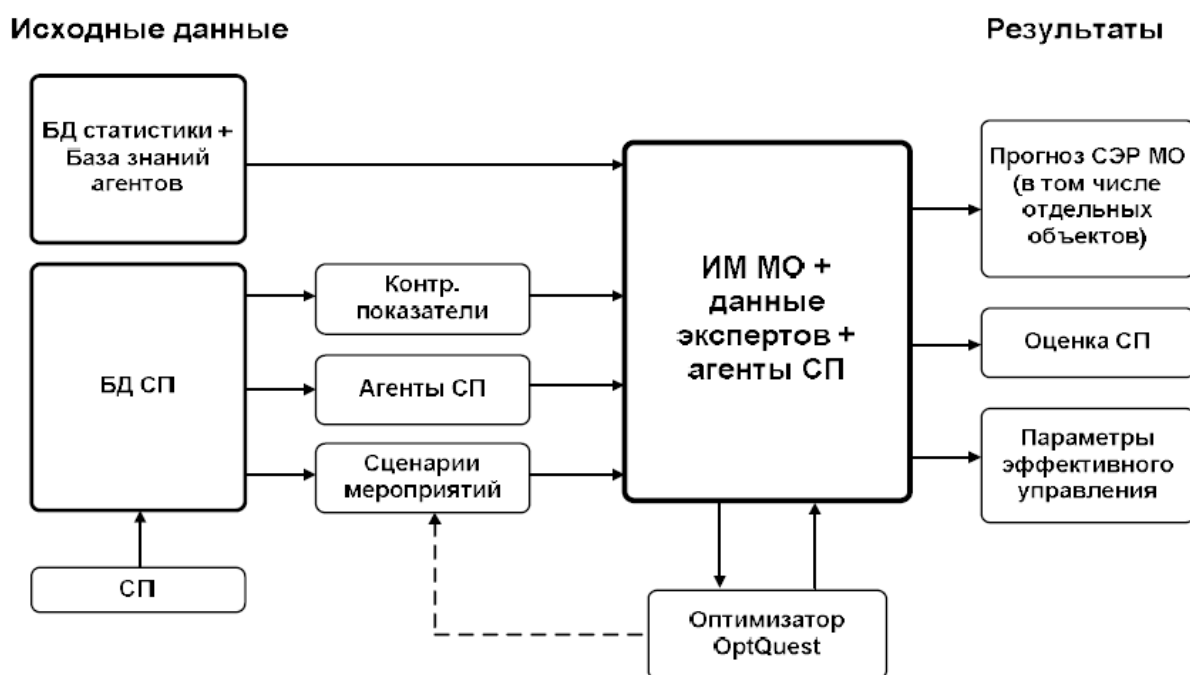 Исходные данные
Результаты
БД статистики +
База знаний
агентов
БД СП
СП
Контр.
показатели
Агенты СП
Сценарии
мероприятий
ИМ МО +
данные
экспертов +
агенты СП
Оптимизатор
OptQuest
Прогноз СЭР МО
(в том числе
отдельных
объектов)
Оценка СП
Параметры
эффективного
управления